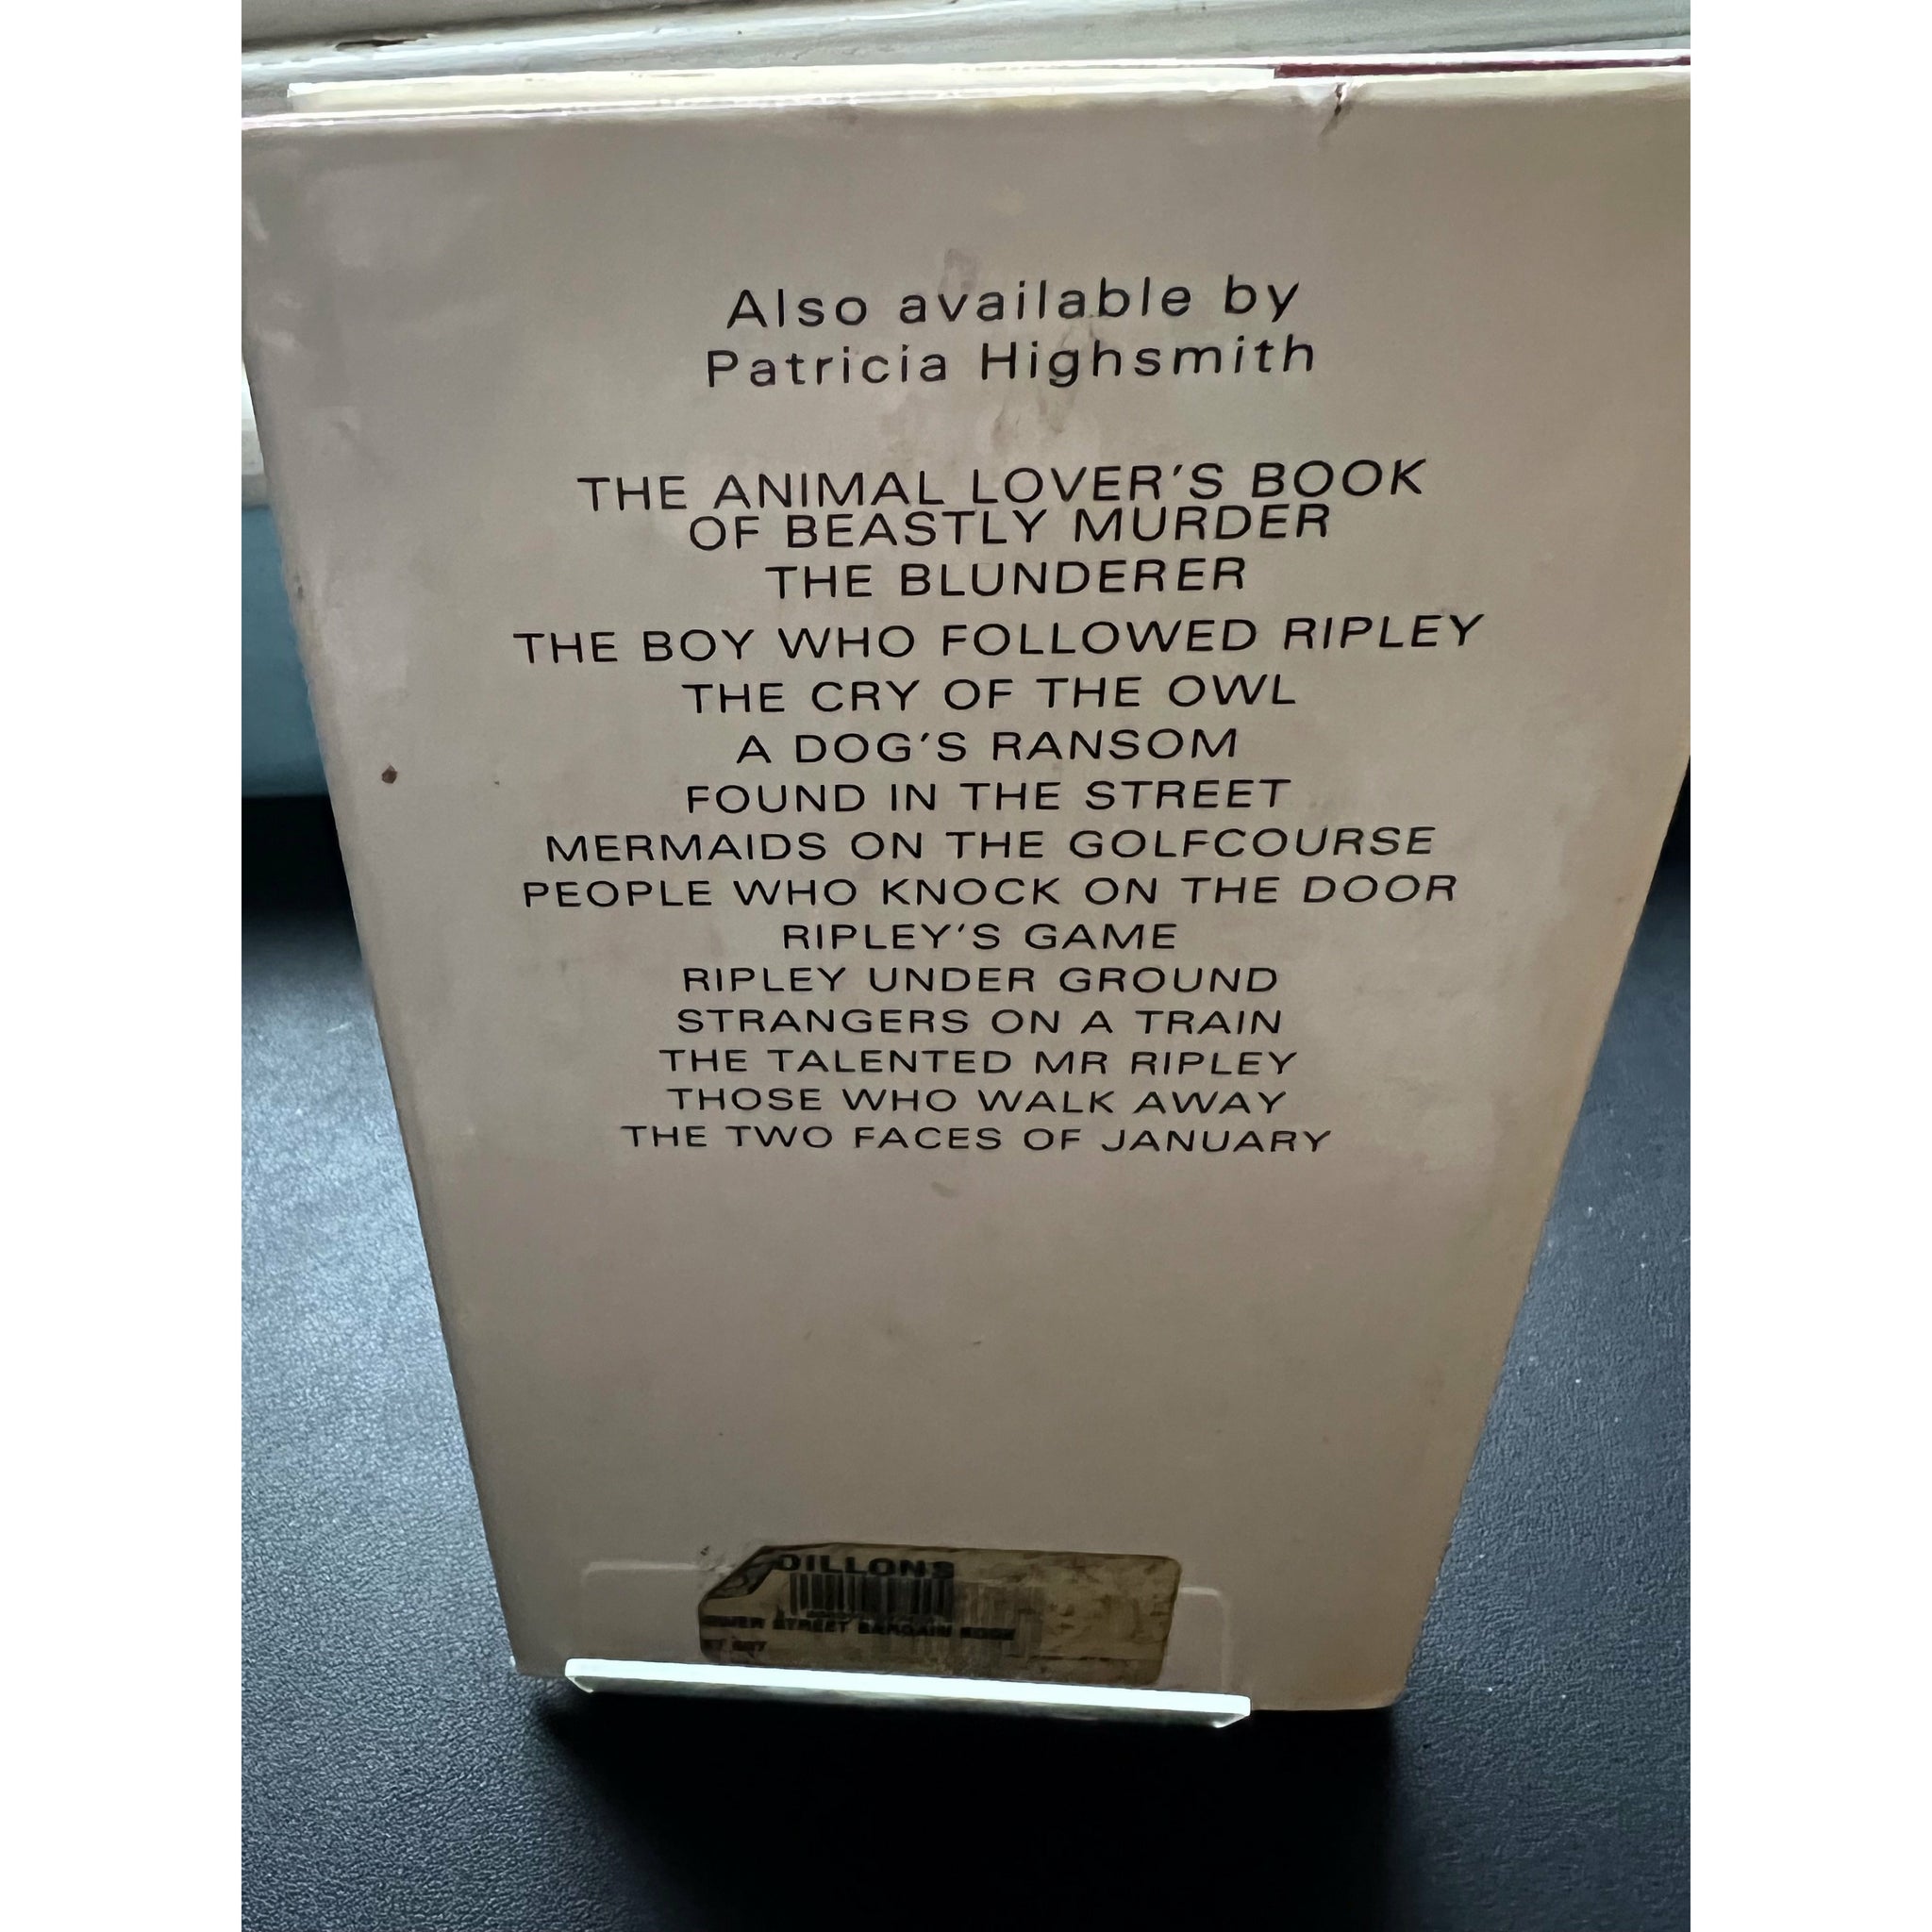 Also available by
Patricia Highsmith
THE ANIMAL LOVER'S BOOK
OF BEASTLY MURDER
THE BLUNDERER
THE BOY WHO FOLLOWED RIPLEY
THE CRY OF THE OWL
A DOG'S RANSOM
FOUND IN THE STREET
MERMAIDS ON THE GOLFCOURSE
PEOPLE WHO KNOCK ON THE DOOR
RIPLEY'S GAME
RIPLEY UNDER GROUND
STRANGERS ON A TRAIN
THE TALENTED MR RIPLEY
THOSE WHO WALK AWAY
THE TWO FACES OF JANUARY
DILLONS
STREET BARGAIN BOOK